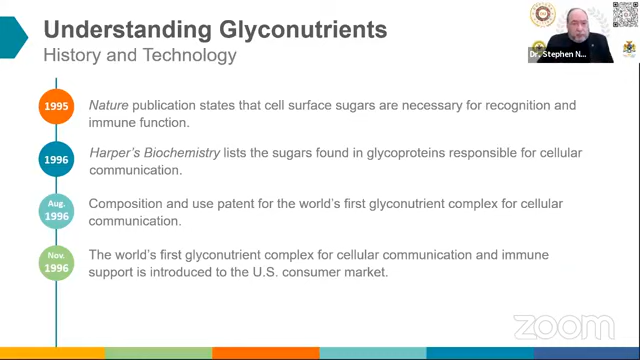 Understanding Glyconutrients
History and Technology
Dr. Stephen N...
1995
Nature publication states that cell surface sugars are necessary for recognition and
immune function.
1996
Harper's Biochemistry lists the sugars found in glycoproteins responsible for cellular
communication.
Aug.
1996
Composition and use patent for the world's first glyconutrient complex for cellular
communication.
Nov.
1996
The world's first glyconutrient complex for cellular communication and immune
support is introduced to the U.S. consumer market.
zoom